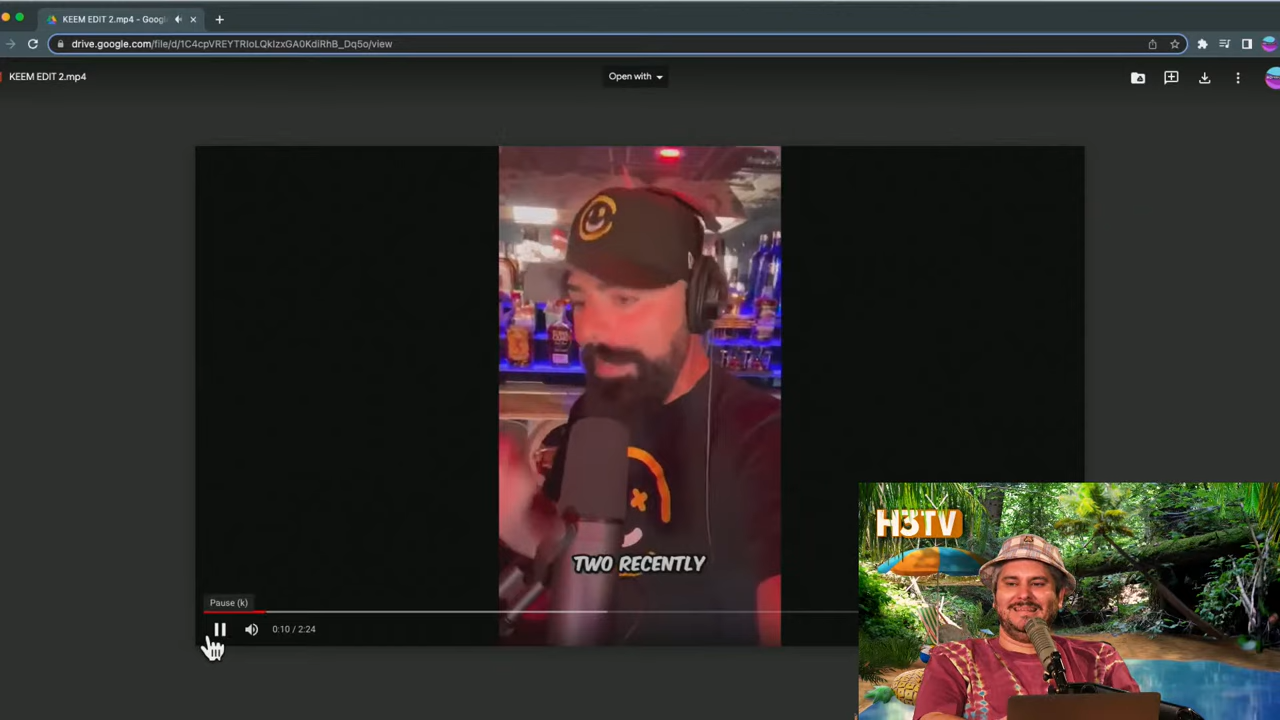 KEEM EDIT 2.mp4 - Googl
drive.google.com/file/d/1C4cpVREYTRIoLQkIzxGA0KdiRhB_Dq5o/view
KEEM EDIT 2.mp4
Open with
TWO RECENTLY
H3TV
Pause (k)
0:10 / 2:24